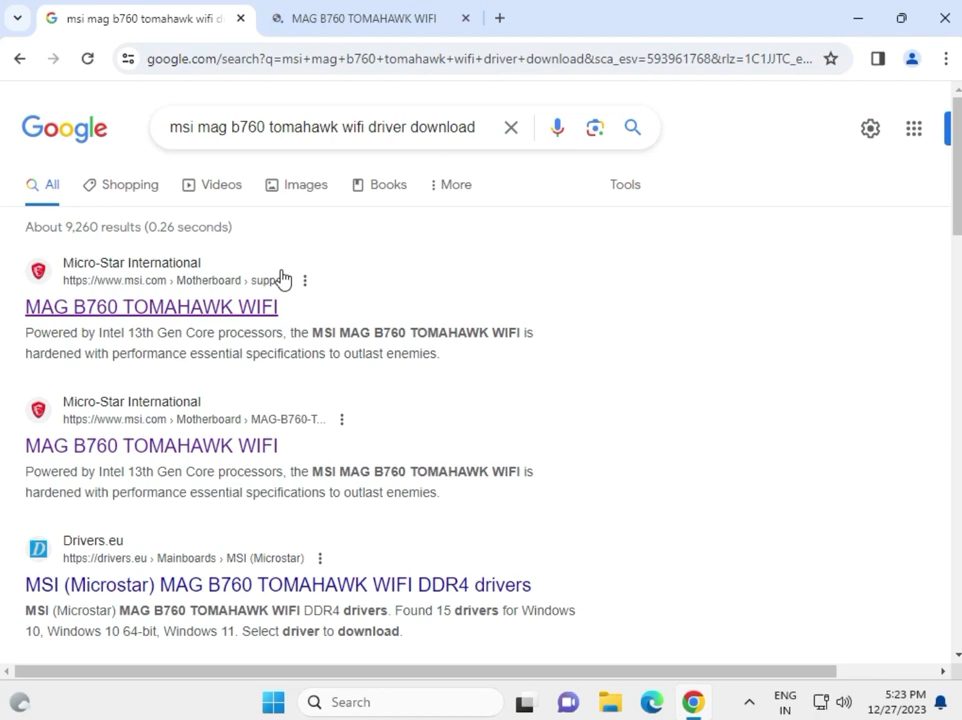 msi mag b760 tomahawk wifi d
MAG B760 TOMAHAWK WIFI
google.com/search?q=msi+mag+b760+tomahawk+wifi+driver+download&sca_esv=593961768&rlz=1C1JJTC_e...
Google
msi mag b760 tomahawk wifi driver download
All
Shopping
Videos
Images
Books
More
Tools
About 9,260 results (0.26 seconds)
Micro-Star International
https://www.msi.com › Motherboard › supp
MAG B760 TOMAHAWK WIFI
Powered by Intel 13th Gen Core processors, the MSI MAG B760 TOMAHAWK WIFI is
hardened with performance essential specifications to outlast enemies.
Micro-Star International
https://www.msi.com › Motherboard › MAG-B760-T...
MAG B760 TOMAHAWK WIFI
Powered by Intel 13th Gen Core processors, the MSI MAG B760 TOMAHAWK WIFI is
hardened with performance essential specifications to outlast enemies.
Drivers.eu
https://drivers.eu › Mainboards › MSI (Microstar)
MSI (Microstar) MAG B760 TOMAHAWK WIFI DDR4 drivers
MSI (Microstar) MAG B760 TOMAHAWK WIFI DDR4 drivers. Found 15 drivers for Windows
10, Windows 10 64-bit, Windows 11. Select driver to download.
Search
ENG
IN
5:23 PM
12/27/2023